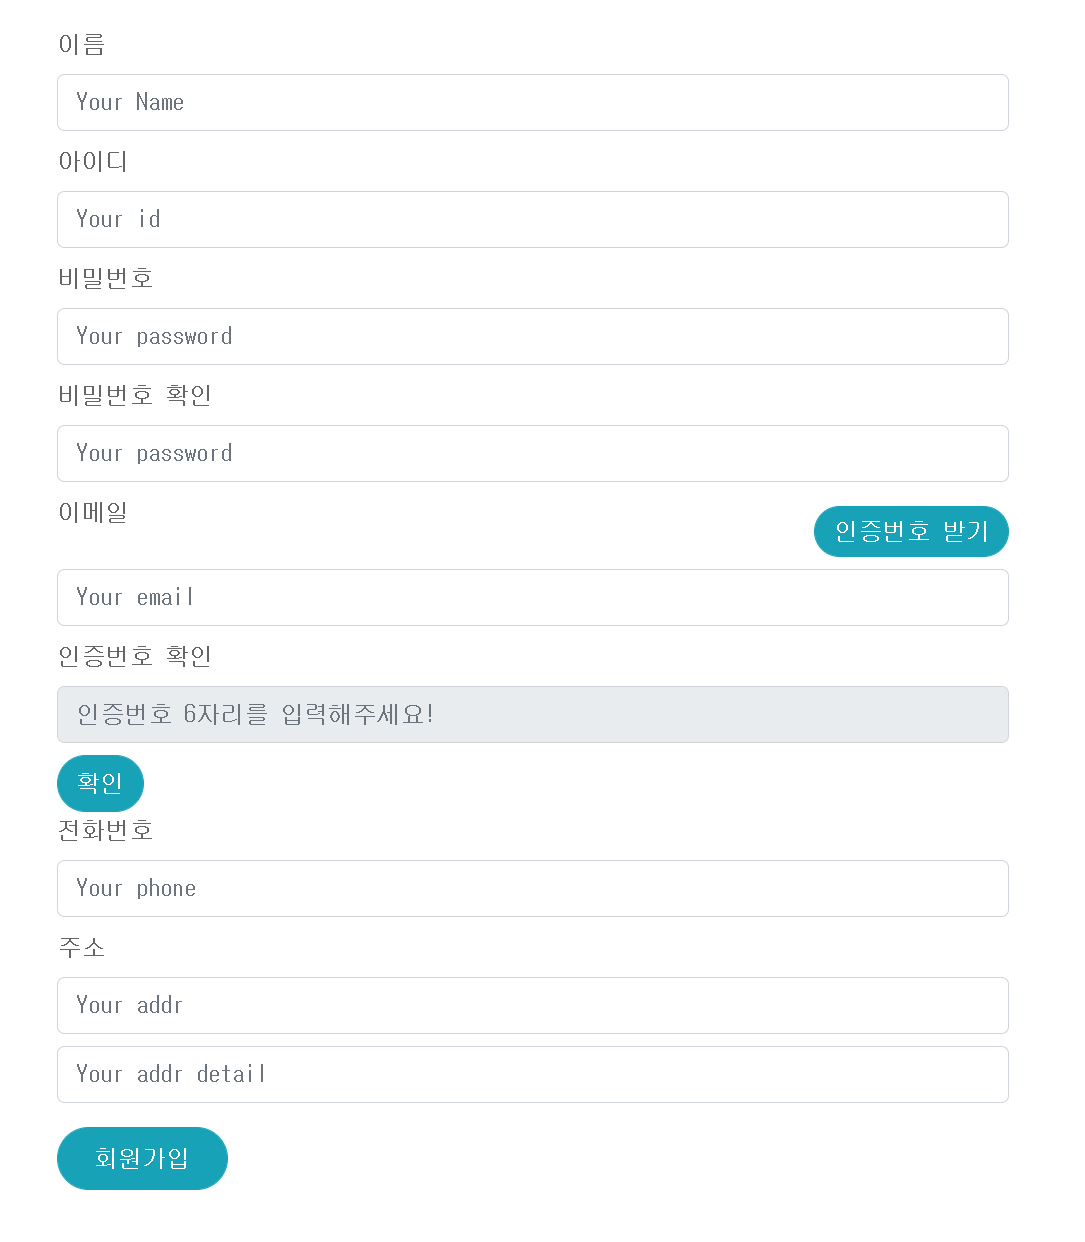 이름
Your Name
아이디
Your id
비밀번호
Your password
비밀번호 확인
Your password
이메일
인증번호 받기
Your email
인증번호 확인
인증번호 6자리를 입력해주세요!
확인
전화번호
Your phone
주소
Your addr
Your addr detail
회원가입